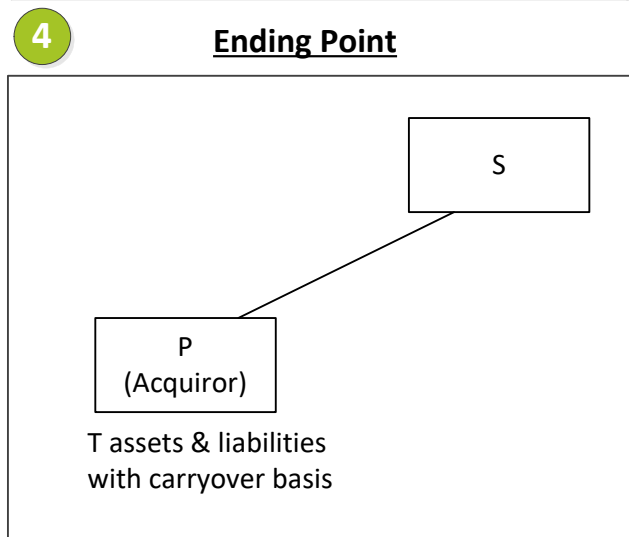 4
Ending Point
S
P
(Acquiror)
T assets & liabilities
with carryover basis